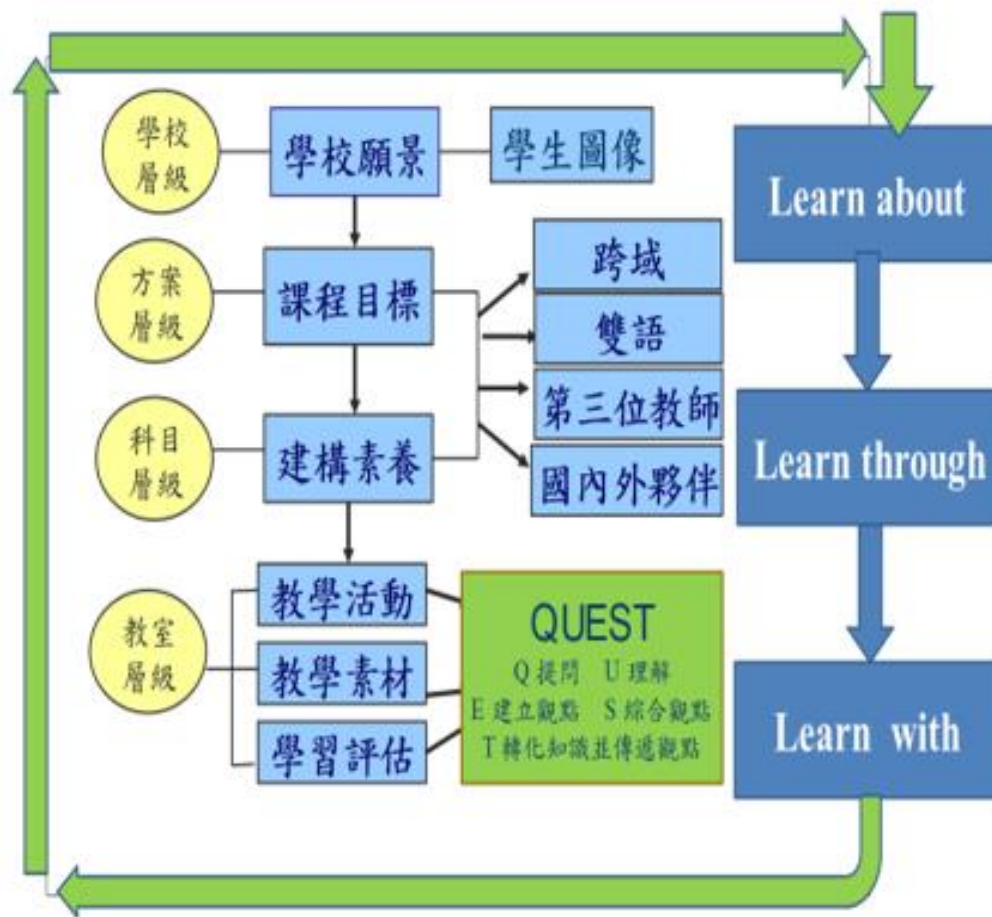 學校
層級
學校願景
學生圖像
方案
層級
課程目標
跨域
雙語
第三位教師
國內外夥伴
科目
層級
建構素養
教室
層級
教學活動
教學素材
學習評估
QUEST
Q 提問 U 理解
E 建立觀點 S 綜合觀點
T 轉化知識並傳遞觀點
Learn about
Learn through
Learn with